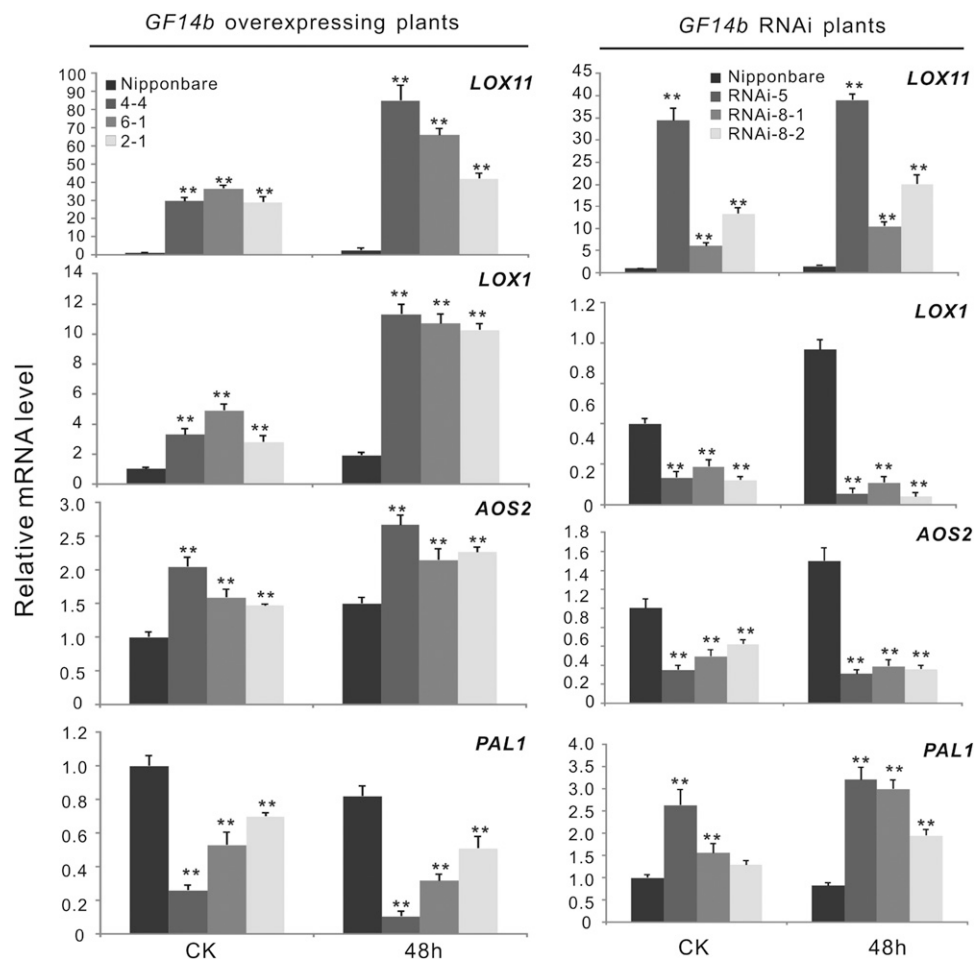 GF14b overexpressing plants
Nipponbare
4-4
6-1
2-1
LOX11
100
90
80
70
60
50
40
30
20
10
0
** ** ** ** ** **
LOX1
14
12
10
8
6
4
2
0
** ** ** ** ** **
AOS2
3.0
2.5
2.0
1.5
1.0
0.5
0
** ** ** ** ** **
PAL1
1.2
1.0
0.8
0.6
0.4
0.2
0
** ** ** ** ** **
CK 48h
Relative mRNA level
GF14b RNAi plants
Nipponbare
RNAi-5
RNAi-8-1
RNAi-8-2
LOX11
45
40
35
30
25
20
15
10
5
0
** ** ** ** ** **
LOX1
1.2
1.0
0.8
0.6
0.4
0.2
0
** ** ** ** ** **
AOS2
1.8
1.6
1.4
1.2
1.0
0.8
0.6
0.4
0.2
0
** ** ** ** ** **
PAL1
4.0
3.5
3.0
2.5
2.0
1.5
1.0
0.5
0
** ** ** ** **
CK 48h